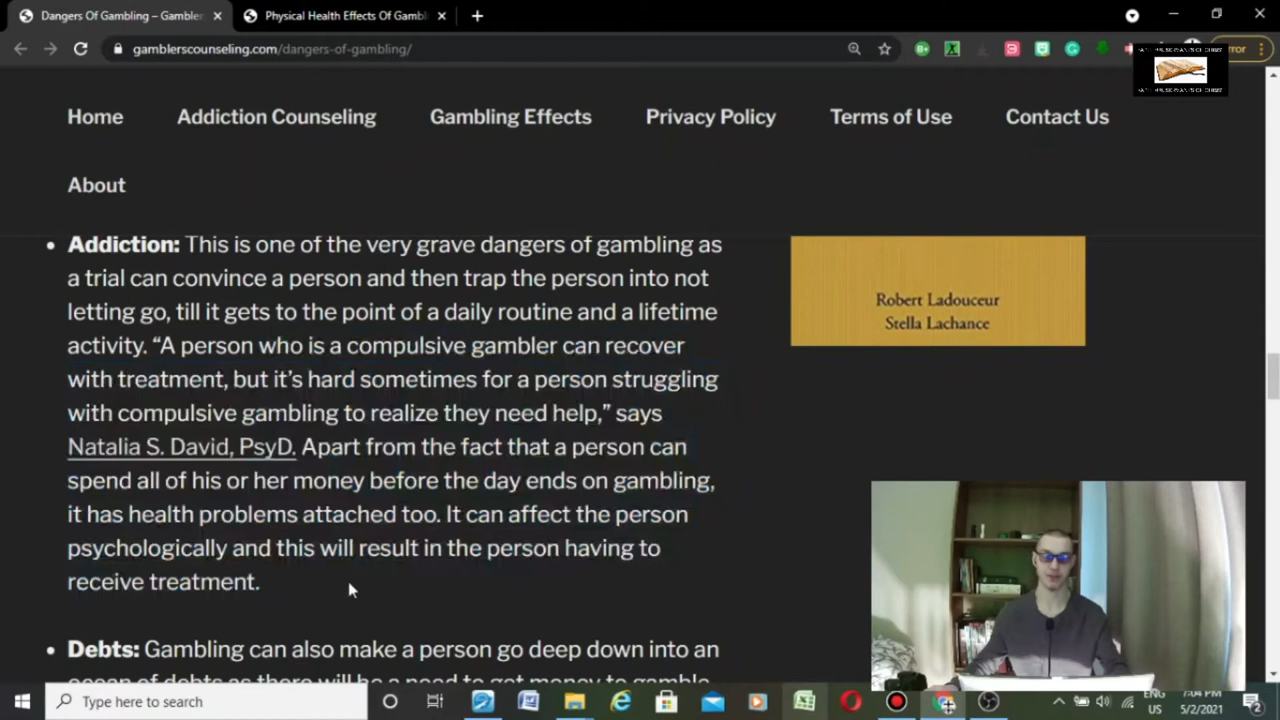 Dangers Of Gambling – Gambler
Physical Health Effects Of Gambl
gamblerscounseling.com/dangers-of-gambling/
Home Addiction Counseling Gambling Effects Privacy Policy Terms of Use Contact Us
About
• Addiction: This is one of the very grave dangers of gambling as
a trial can convince a person and then trap the person into not
letting go, till it gets to the point of a daily routine and a lifetime
activity. “A person who is a compulsive gambler can recover
with treatment, but it’s hard sometimes for a person struggling
with compulsive gambling to realize they need help,” says
Natalia S. David, PsyD. Apart from the fact that a person can
spend all of his or her money before the day ends on gambling,
it has health problems attached too. It can affect the person
psychologically and this will result in the person having to
receive treatment.
• Debts: Gambling can also make a person go deep down into an
Robert Ladouceur
Stella Lachance
Type here to search
ENG
US
7:04 PM
5/2/2021
2